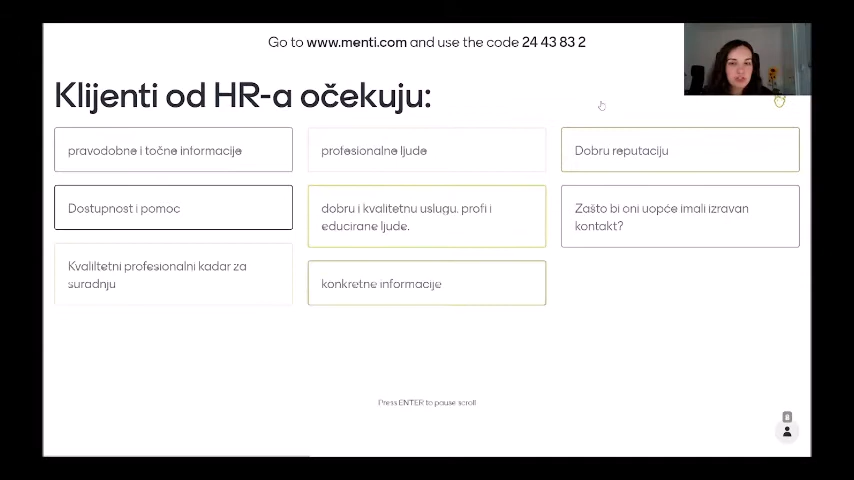 Go to www.menti.com and use the code 24 43 83 2
Klijenti od HR-a očekuju:
pravodobne i točne informacije
profesionalne ljude
Dobru reputaciju
Dostupnost i pomoc
dobru i kvalitetnu uslugu. profi i
educirane ljude.
Zašto bi oni uopće imali izravan
kontakt?
Kvaliltetni profesionalni kadar za
suradnju
konkretne informacije
Press ENTER to pause scroll
8